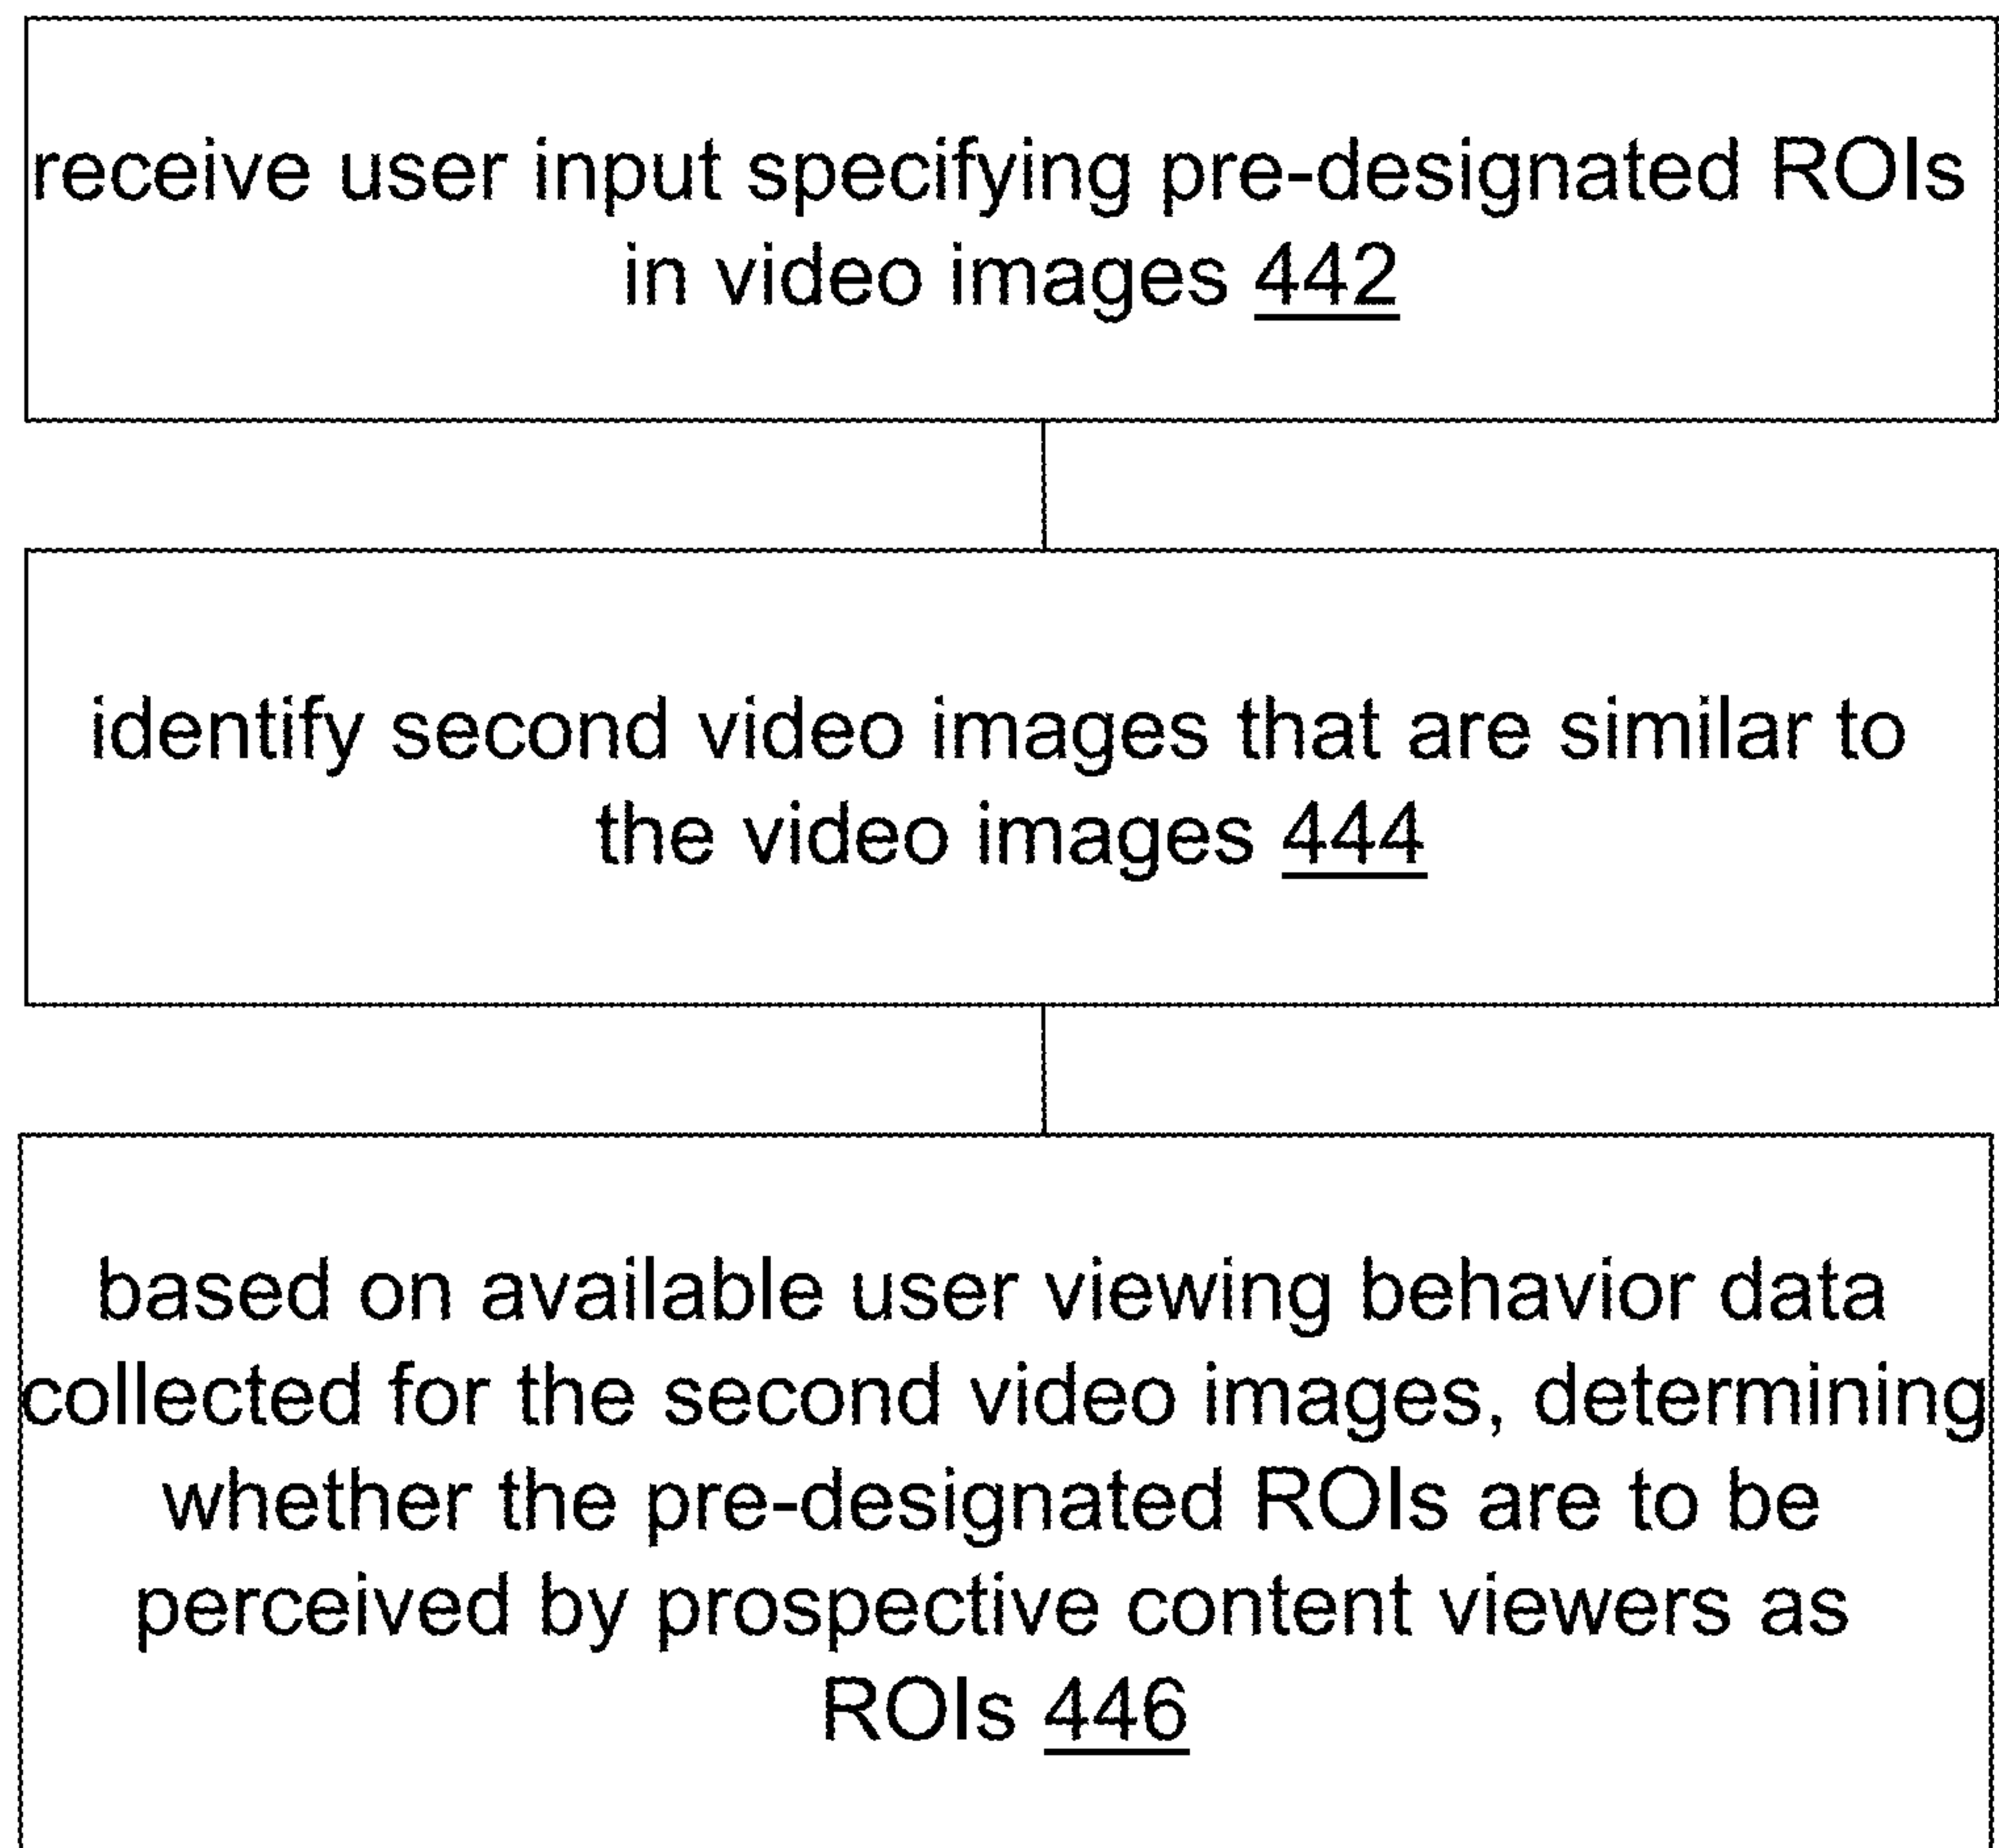 receive user input specifying pre-designated ROIs
in video images 442
identify second video images that are similar to
the video images 444
based on available user viewing behavior data
collected for the second video images, determining
whether the pre-designated ROIs are to be
perceived by prospective content viewers as
ROIs 446